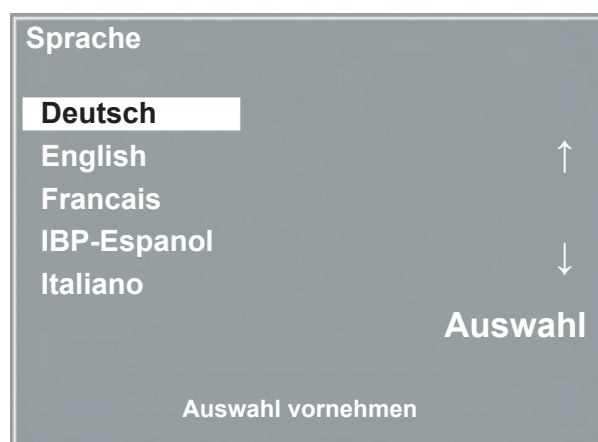 Sprache
Deutsch
English
↑
Francais
IBP-Espanol
↓
Italiano
Auswahl
Auswahl vornehmen